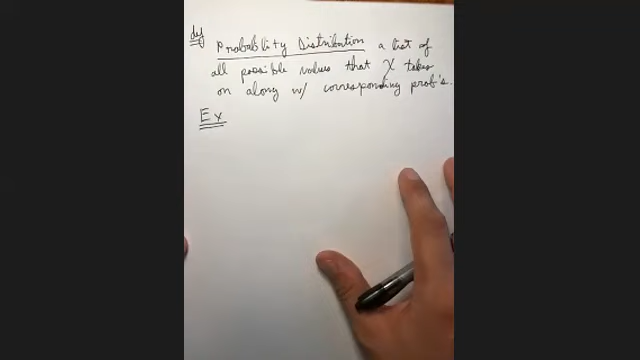 def Probability Distribution a list of
all possible values that X takes
on along w/ corresponding prob's.
Ex